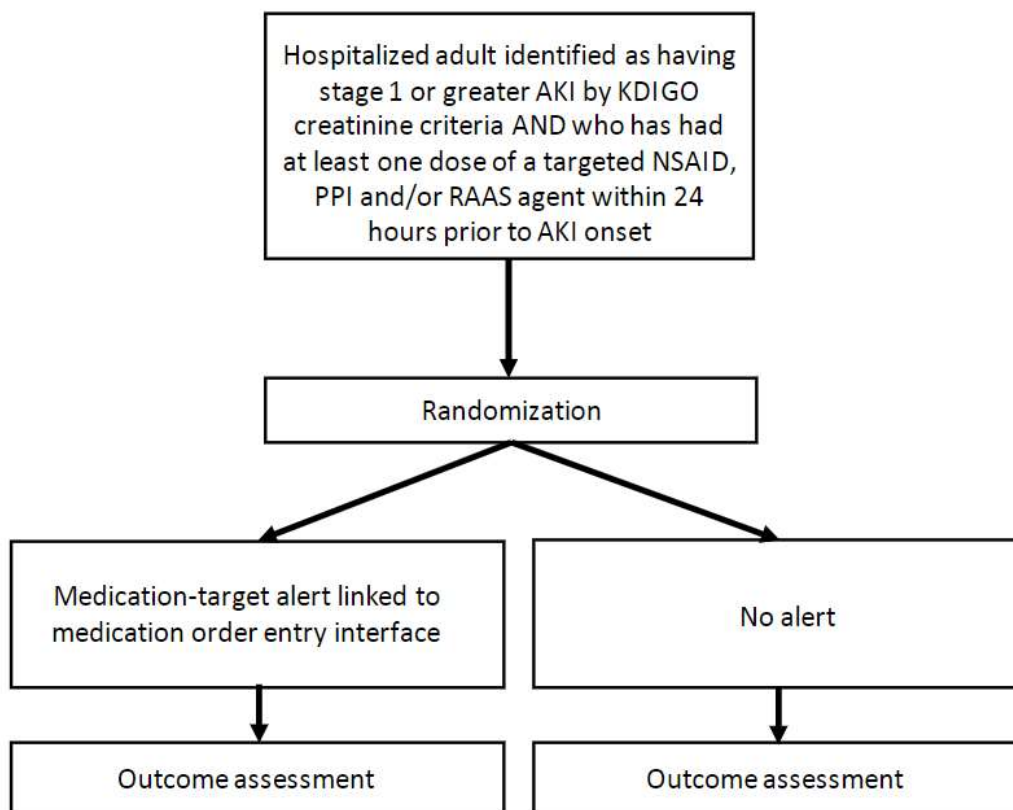 Hospitalized adult identified as having
stage 1 or greater AKI by KDIGO
creatinine criteria AND who has had
at least one dose of a targeted NSAID,
PPI and/or RAAS agent within 24
hours prior to AKI onset
Randomization
Medication-target alert linked to
medication order entry interface
No alert
Outcome assessment
Outcome assessment